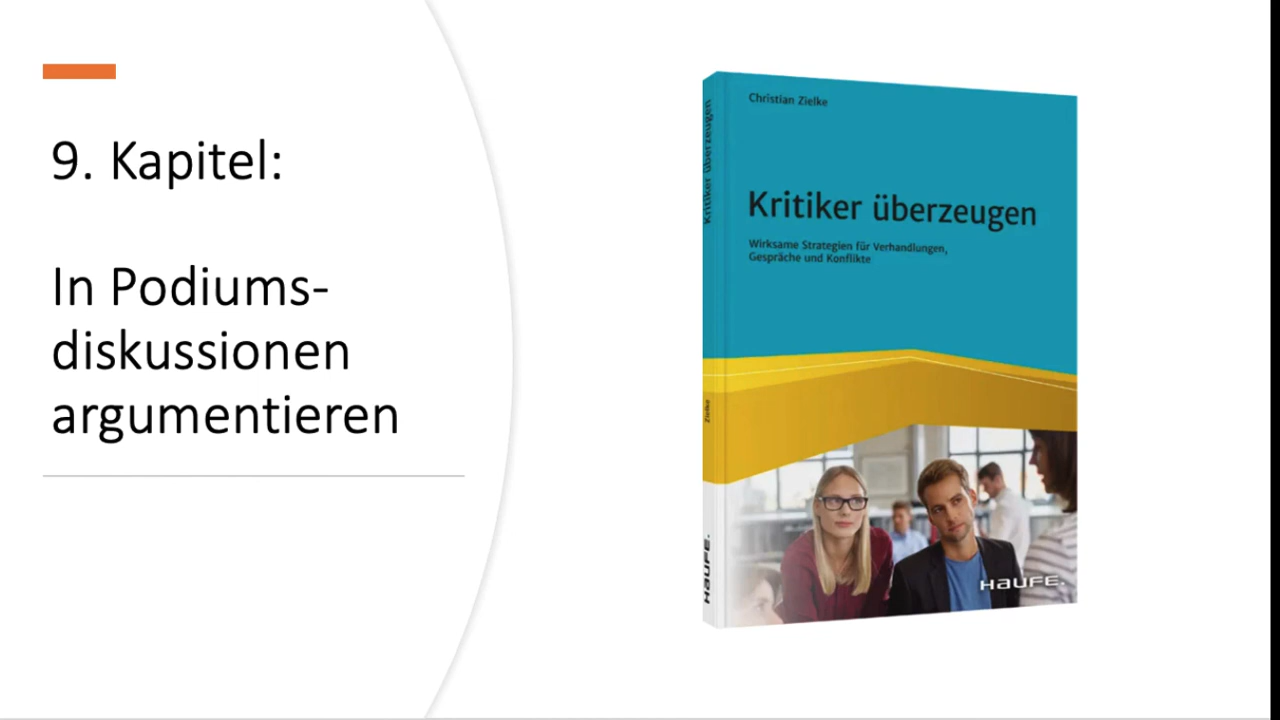 9. Kapitel:
In Podiums-
diskussionen
argumentieren
Christian Zielke
Kritiker überzeugen
Wirksame Strategien für Verhandlungen,
Gespräche und Konflikte
HAUFE.
Kritiker überzeugen
Zielke
HAUFE.